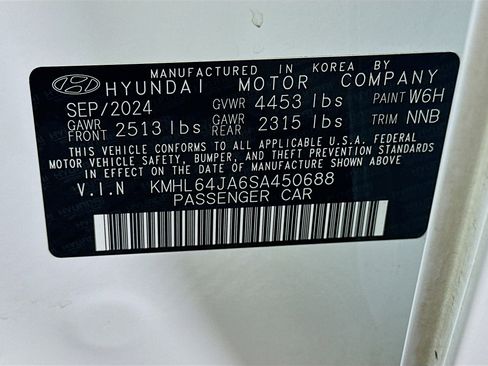 MANUFACTURED IN KOREA BY
HYUNDAI MOTOR COMPANY
SEP/2024 GVWR 4453 lbs PAINT W6H
GAWR FRONT 2513 lbs GAWR REAR 2315 lbs TRIM NNB
THIS VEHICLE CONFORMS TO ALL APPLICABLE U.S.A. FEDERAL
MOTOR VEHICLE SAFETY, BUMPER, AND THEFT PREVENTION STANDARDS
IN EFFECT ON THE DATE OF MANUFACTURE SHOWN ABOVE.
V.I.N KMHL64JA6SA450688
PASSENGER CAR